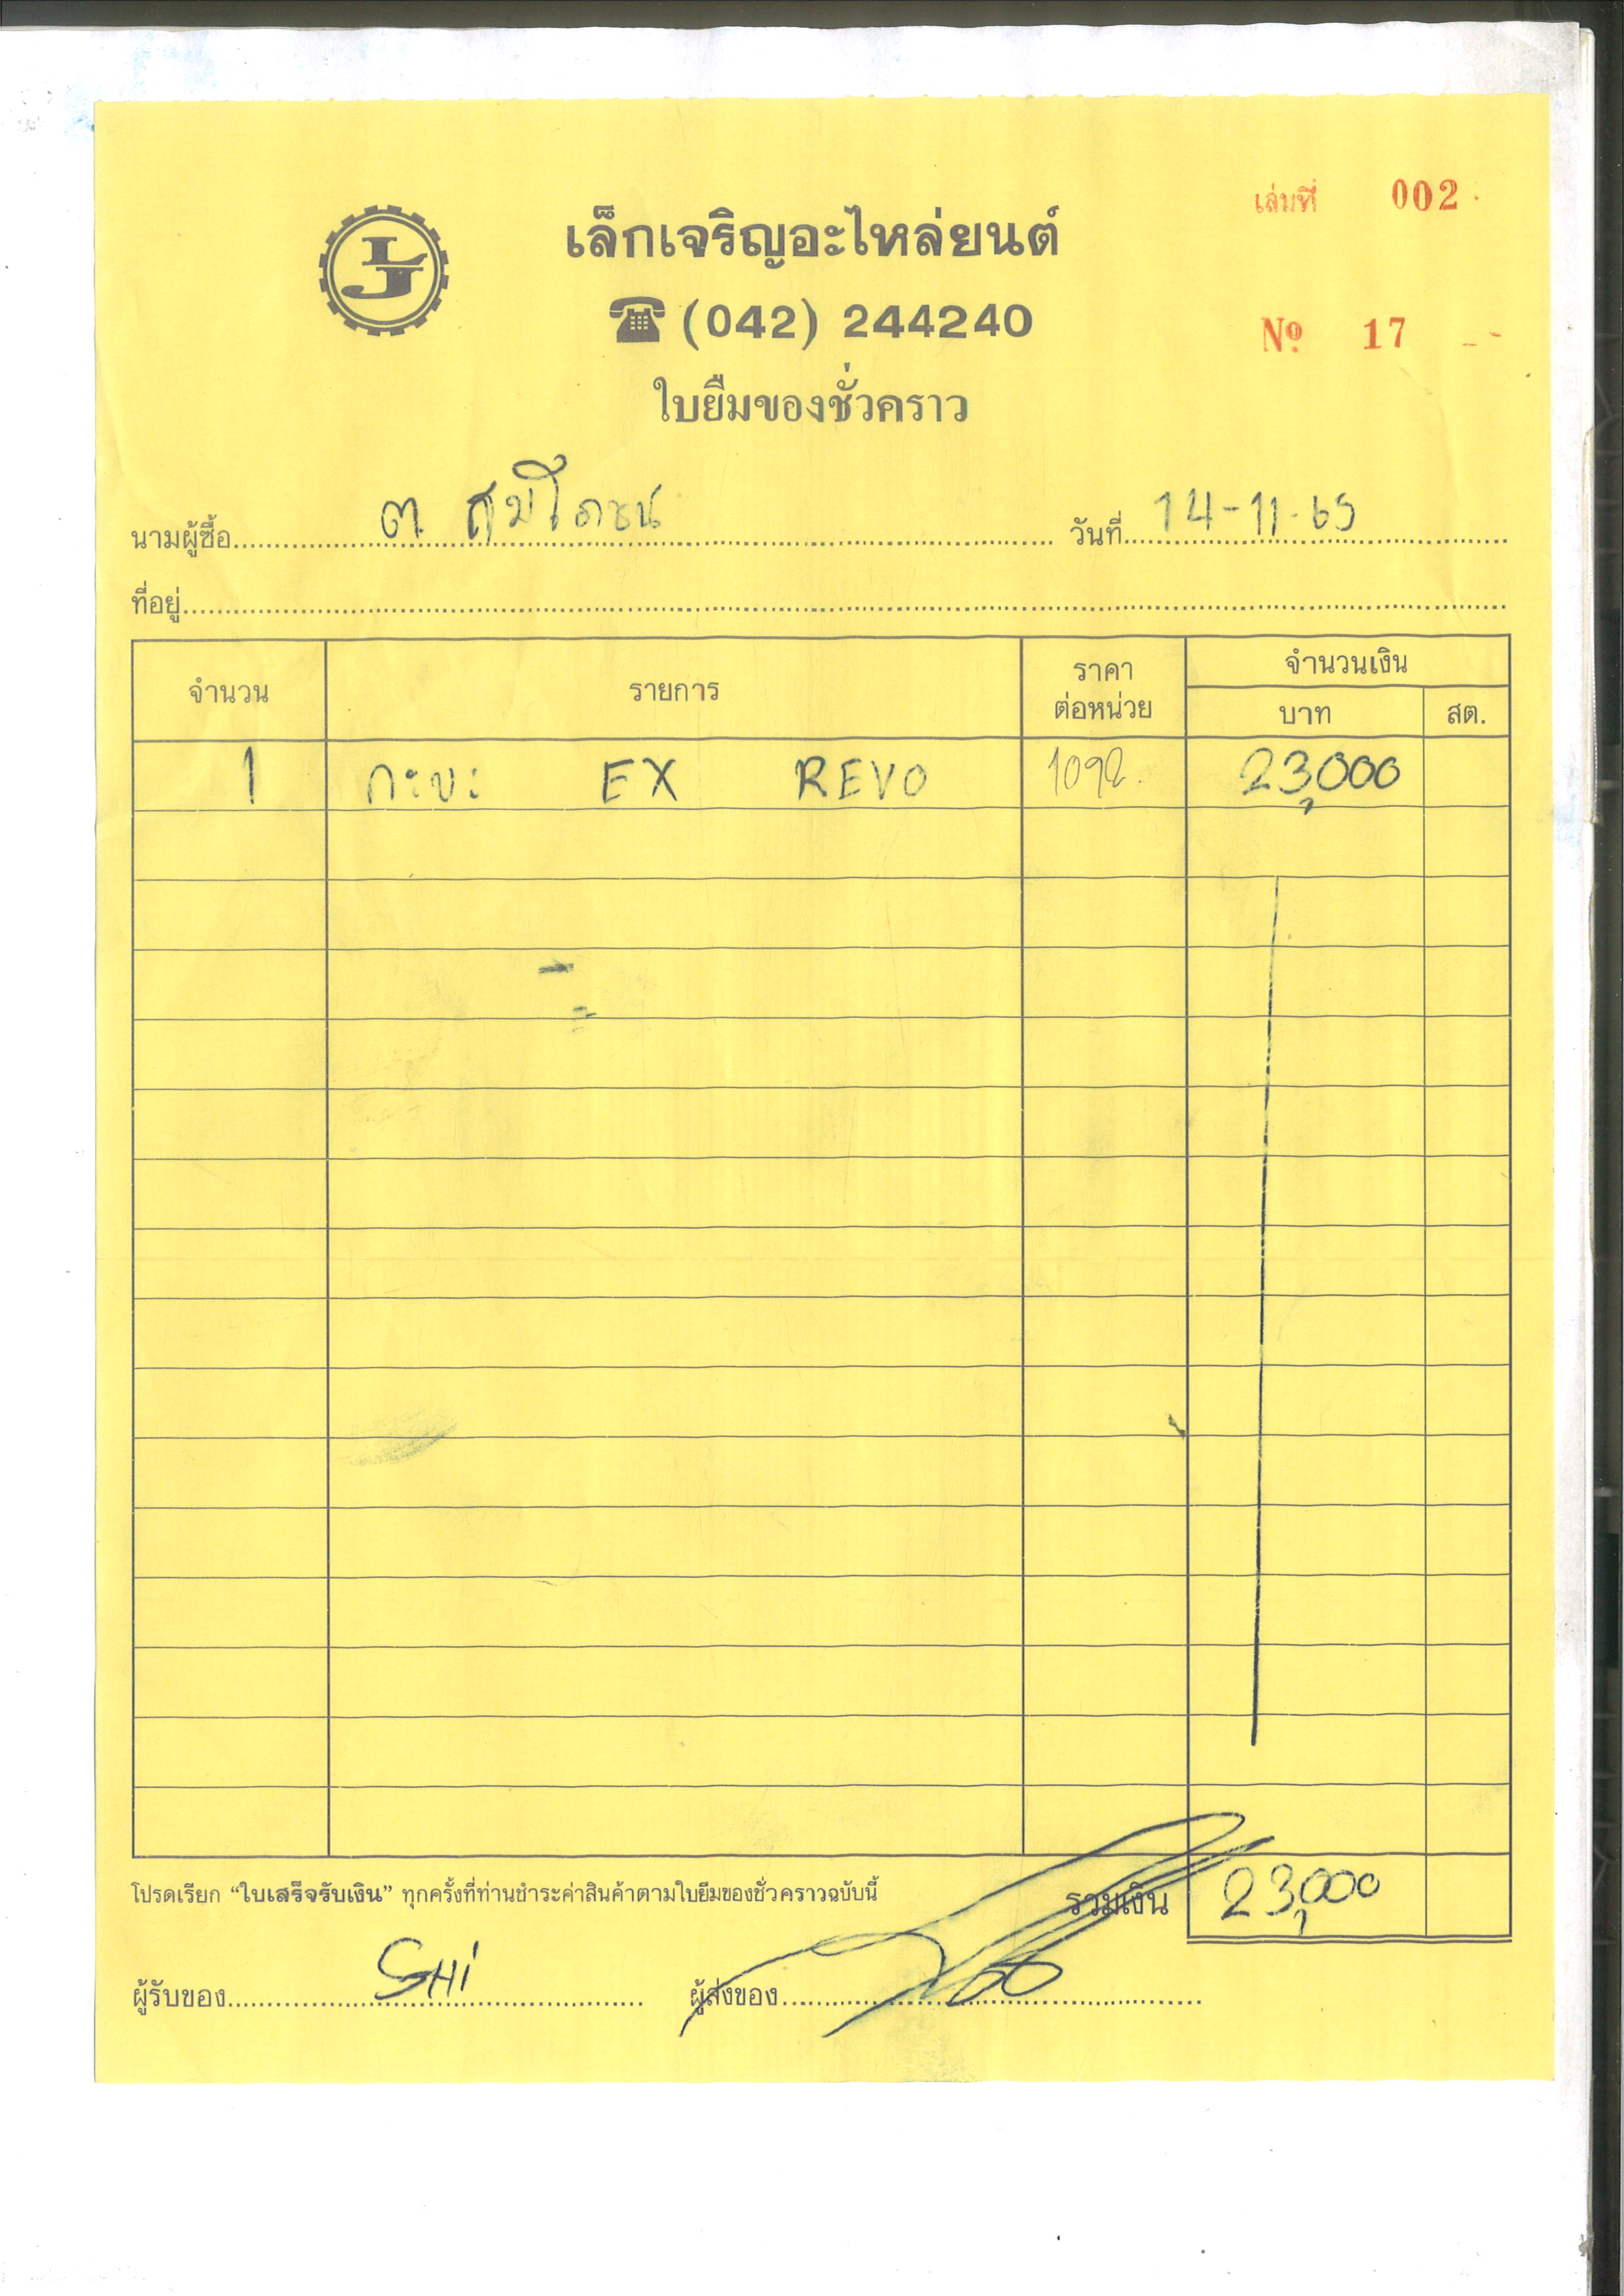 เล่มที่ 002
LJ
เล็กเจริญอะไหล่ยนต์
(042) 244240
Nº 17
ใบยืมของชั่วคราว
นามผู้ซื้อ ต. วันที่ 14-11-65
ที่อยู่
จำนวน รายการ ราคาต่อหน่วย จำนวนเงิน
บาท สต.
1 กะบะ EX REVO 1092. 23,000
โปรดเรียก “ใบเสร็จรับเงิน” ทุกครั้งที่ท่านชำระค่าสินค้าตามใบยืมของชั่วคราวฉบับนี้ รวมเงิน 23,000
ผู้รับของ SHi ผู้ส่งของ